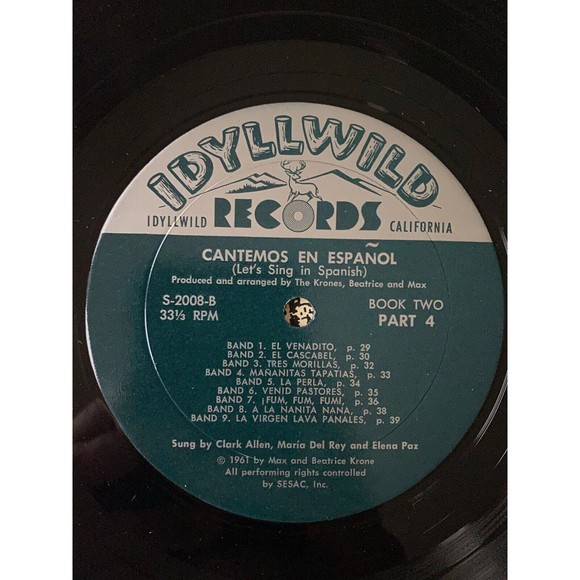 IDYLLWILD
IDYLLWILD RECORDS CALIFORNIA
CANTEMOS EN ESPAÑOL
(Let's Sing in Spanish)
Produced and arranged by The Krones, Beatrice and Max
S-2008-B BOOK TWO
33⅓ RPM PART 4
BAND 1. EL VENADITO, p. 29
BAND 2. EL CASCABEL, p. 30
BAND 3. TRES MORILLAS, p. 32
BAND 4. MAÑANITAS TAPATIAS, p. 33
BAND 5. LA PERLA, p. 34
BAND 6. VENID PASTORES, p. 35
BAND 7. ¡FUM, FUM, FUM!, p. 36
BAND 8. A LA NANITA NANA, p. 38
BAND 9. LA VIRGEN LAVA PANALES, p. 39
Sung by Clark Allen, María Del Rey and Elena Paz
© 1961 by Max and Beatrice Krone
All performing rights controlled
by SESAC, Inc.